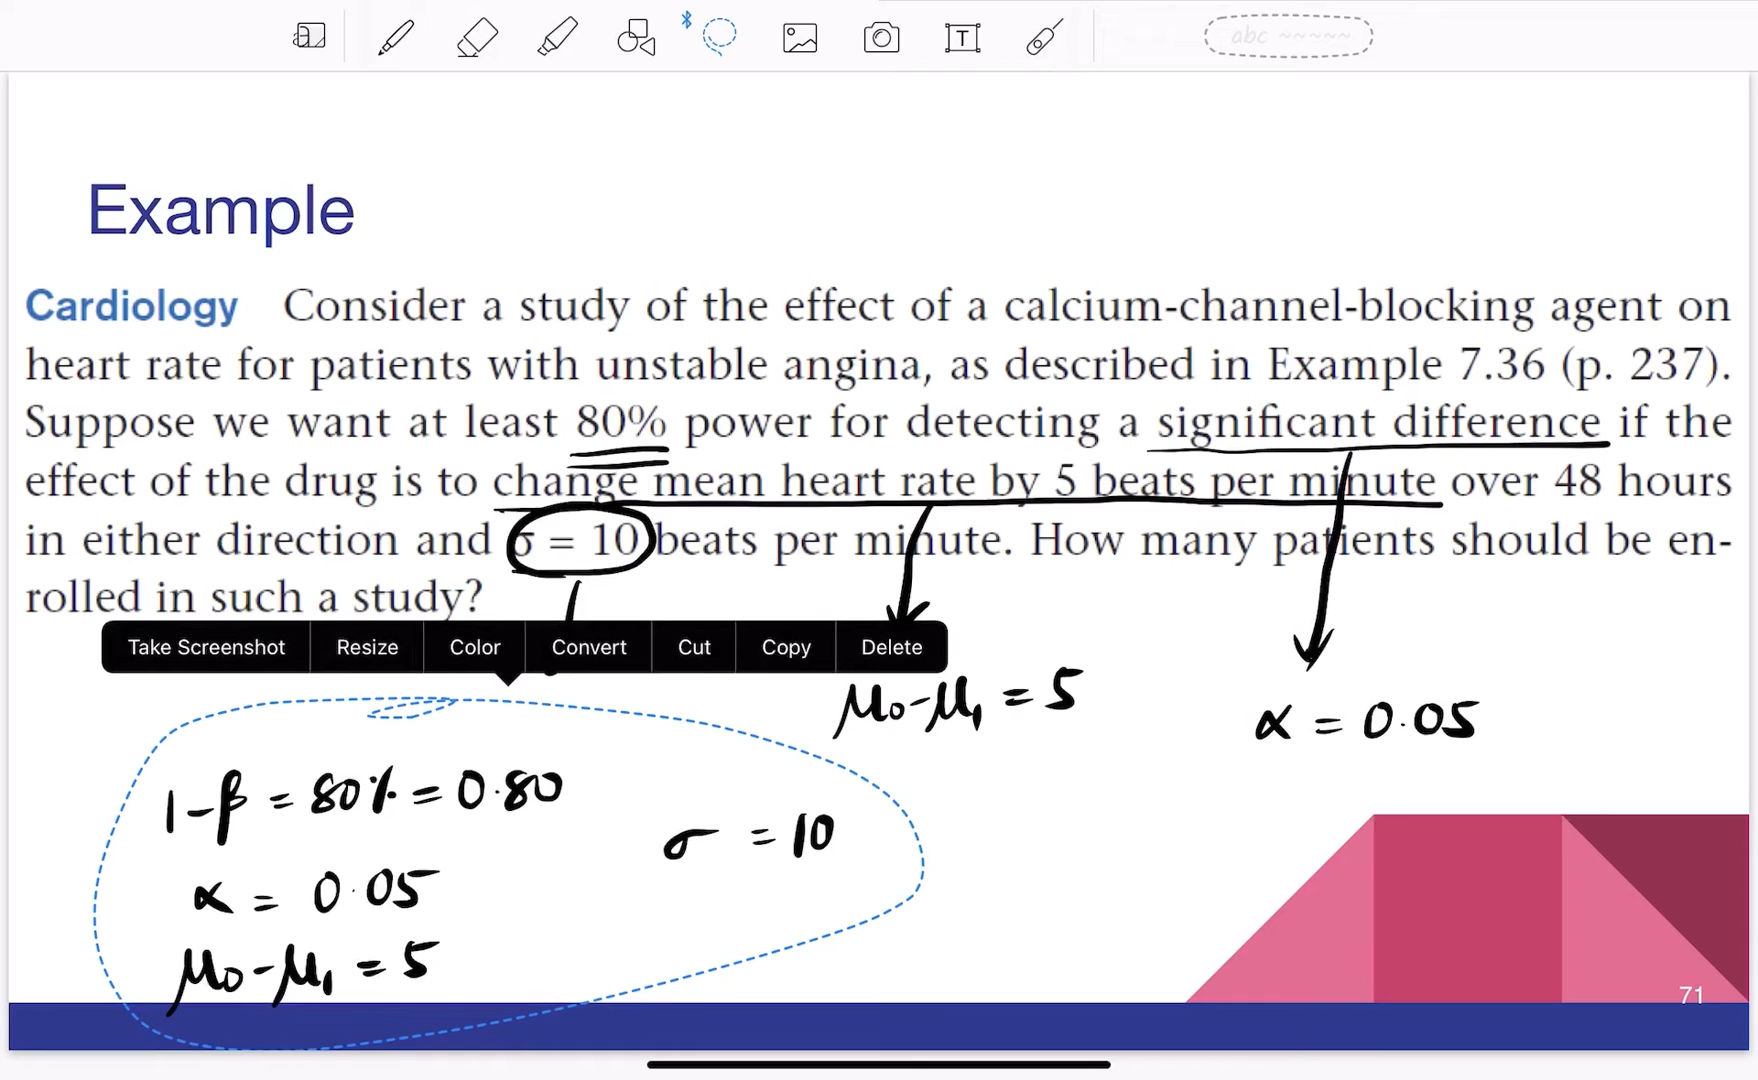 abc ~~~~~
T
Example
Cardiology Consider a study of the effect of a calcium-channel-blocking agent on
heart rate for patients with unstable angina, as described in Example 7.36 (p. 237).
Suppose we want at least 80% power for detecting a significant difference if the
effect of the drug is to change mean heart rate by 5 beats per minute over 48 hours
in either direction and σ = 10 beats per minute. How many patients should be en-
rolled in such a study?
Take Screenshot Resize Color Convert Cut Copy Delete
μ₀-μ₁ = 5
α = 0.05
1-β = 80% = 0.80
σ = 10
α = 0.05
μ₀-μ₁ = 5
71